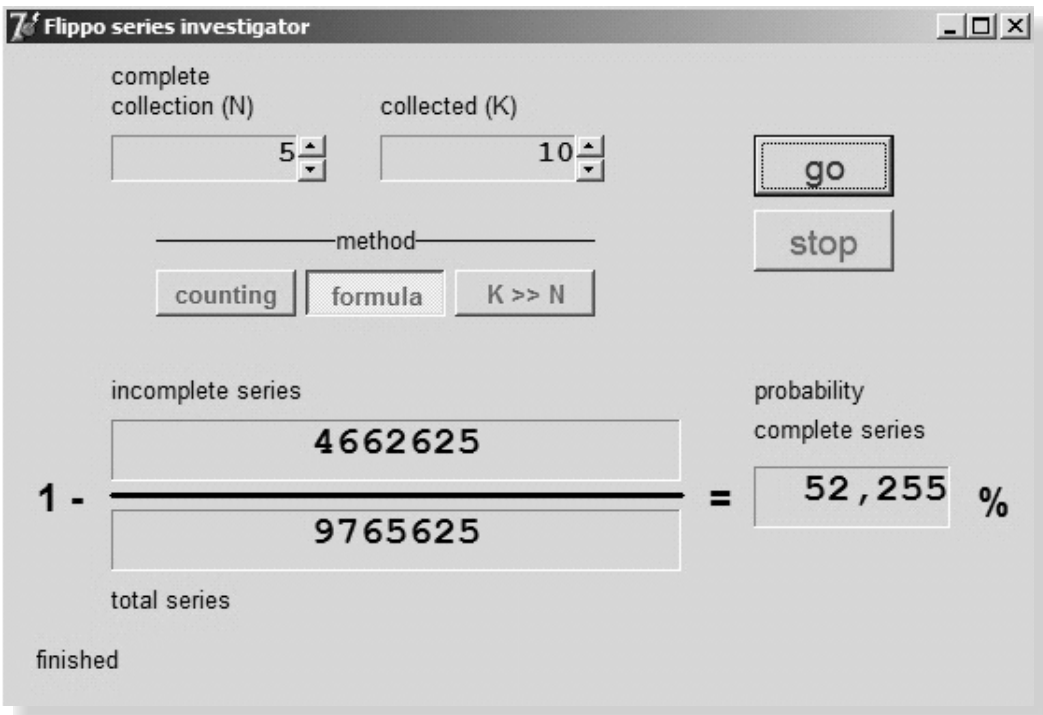 Flippo series investigator
complete
collection (N)
collected (K)
5
10
go
stop
method
counting
formula
K >> N
incomplete series
4662625
1 -
9765625
total series
=
probability
complete series
52,255
%
finished